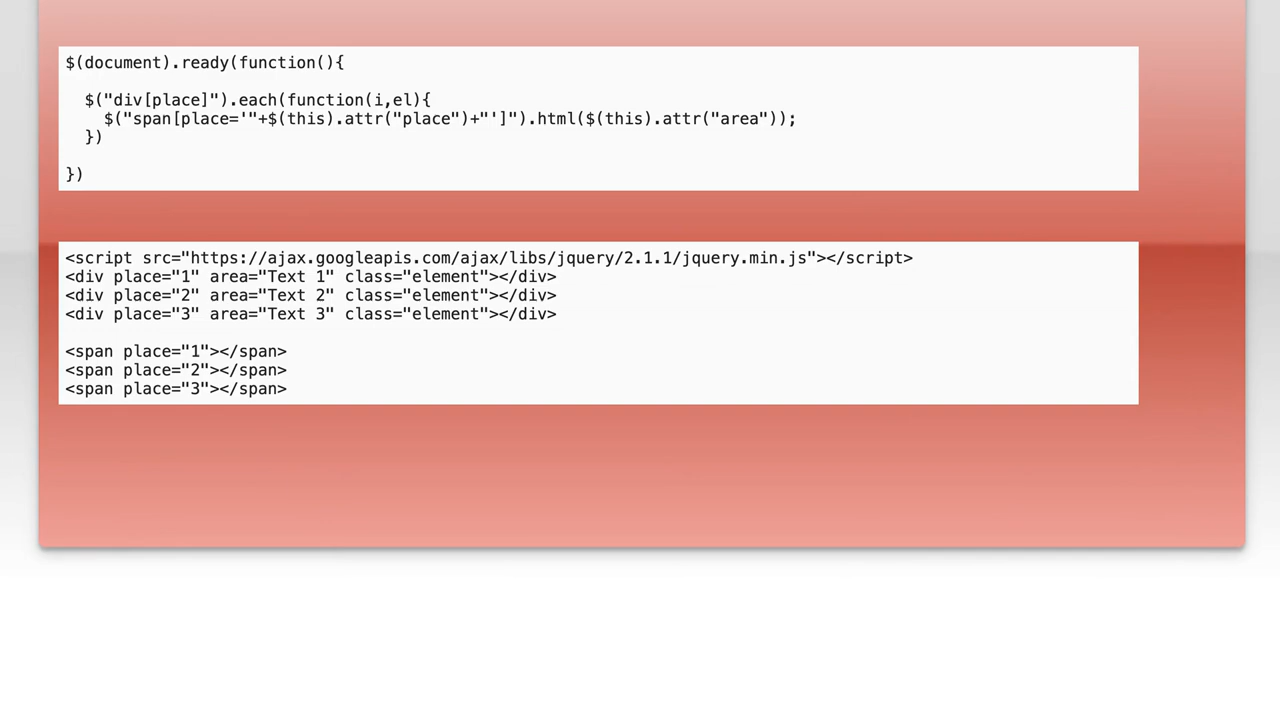 $(document).ready(function(){
$("div[place]").each(function(i,el){
$("span[place='"+$(this).attr("place")+"']").html($(this).attr("area"));
})
})
<script src="https://ajax.googleapis.com/ajax/libs/jquery/2.1.1/jquery.min.js"></script>
<div place="1" area="Text 1" class="element"></div>
<div place="2" area="Text 2" class="element"></div>
<div place="3" area="Text 3" class="element"></div>
<span place="1"></span>
<span place="2"></span>
<span place="3"></span>